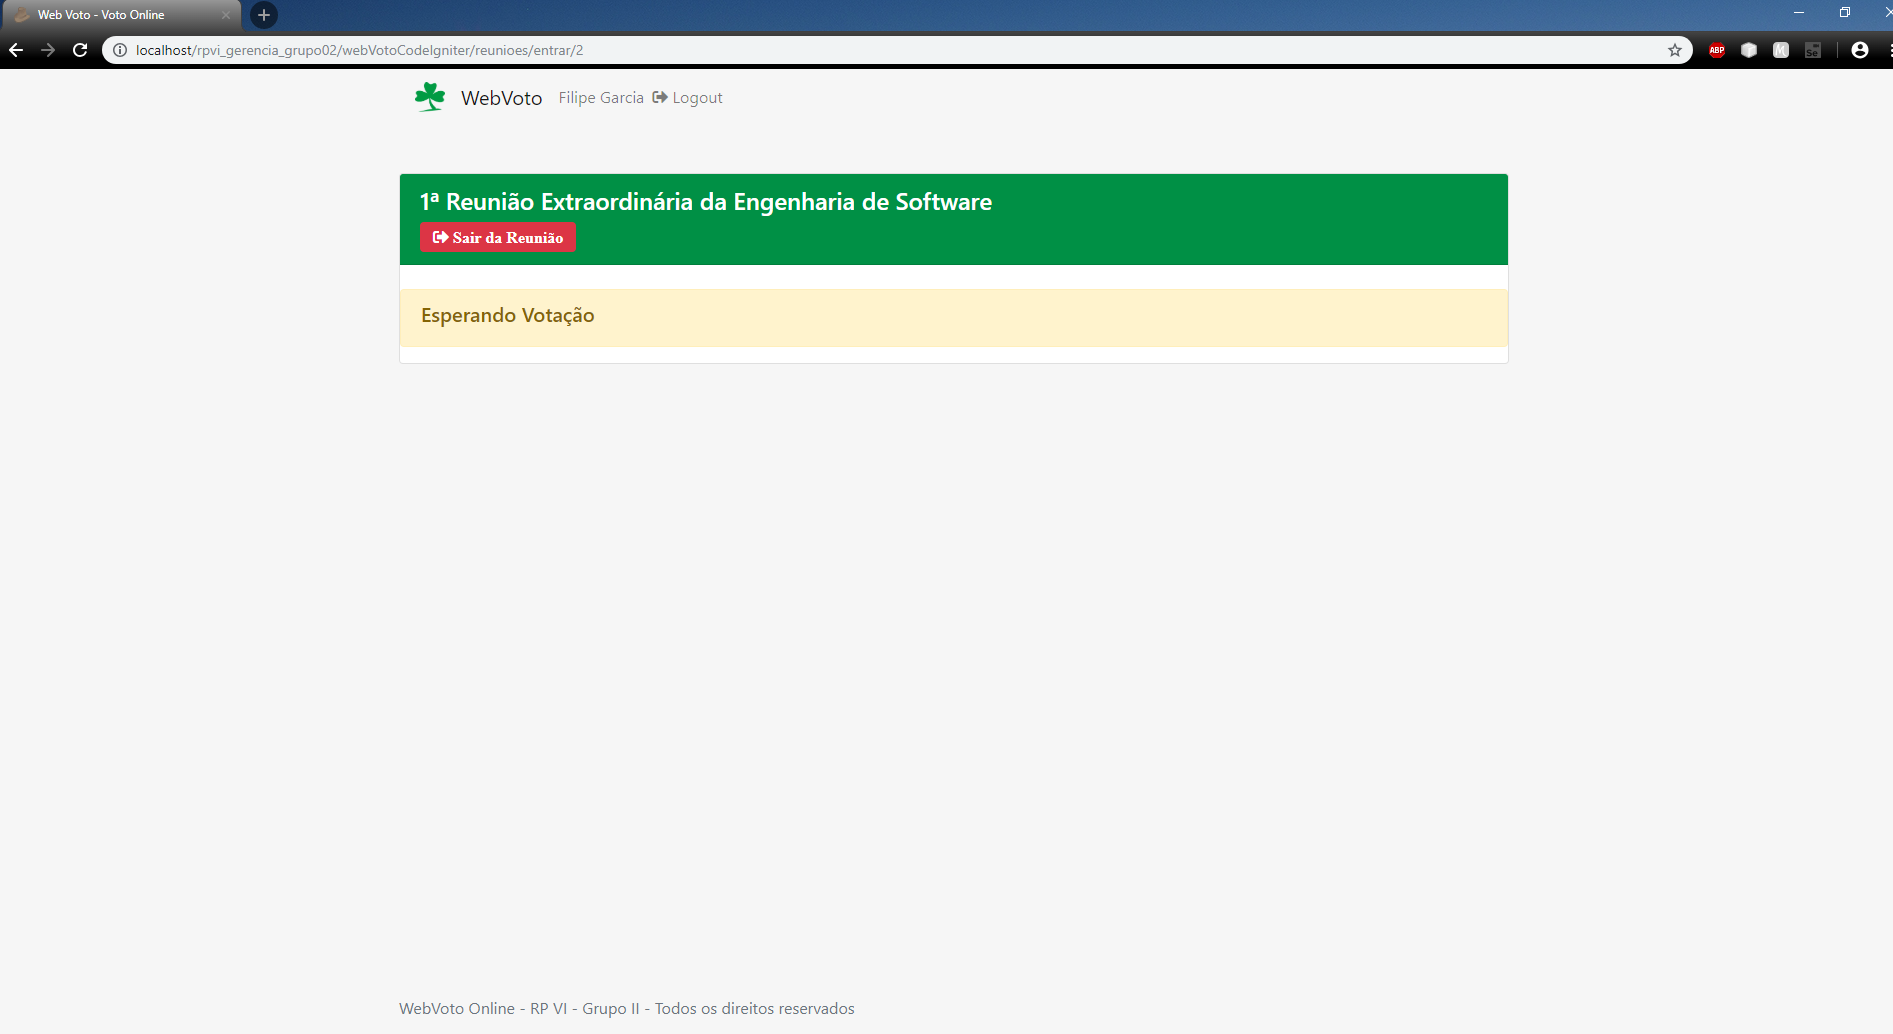 Web Voto - Voto Online
localhost/rpvi_gerencia_grupo02/webVotoCodeIgniter/reunioes/entrar/2
ABP
M
Se
WebVoto Filipe Garcia Logout
1ª Reunião Extraordinária da Engenharia de Software
Sair da Reunião
Esperando Votação
WebVoto Online - RP VI - Grupo II - Todos os direitos reservados